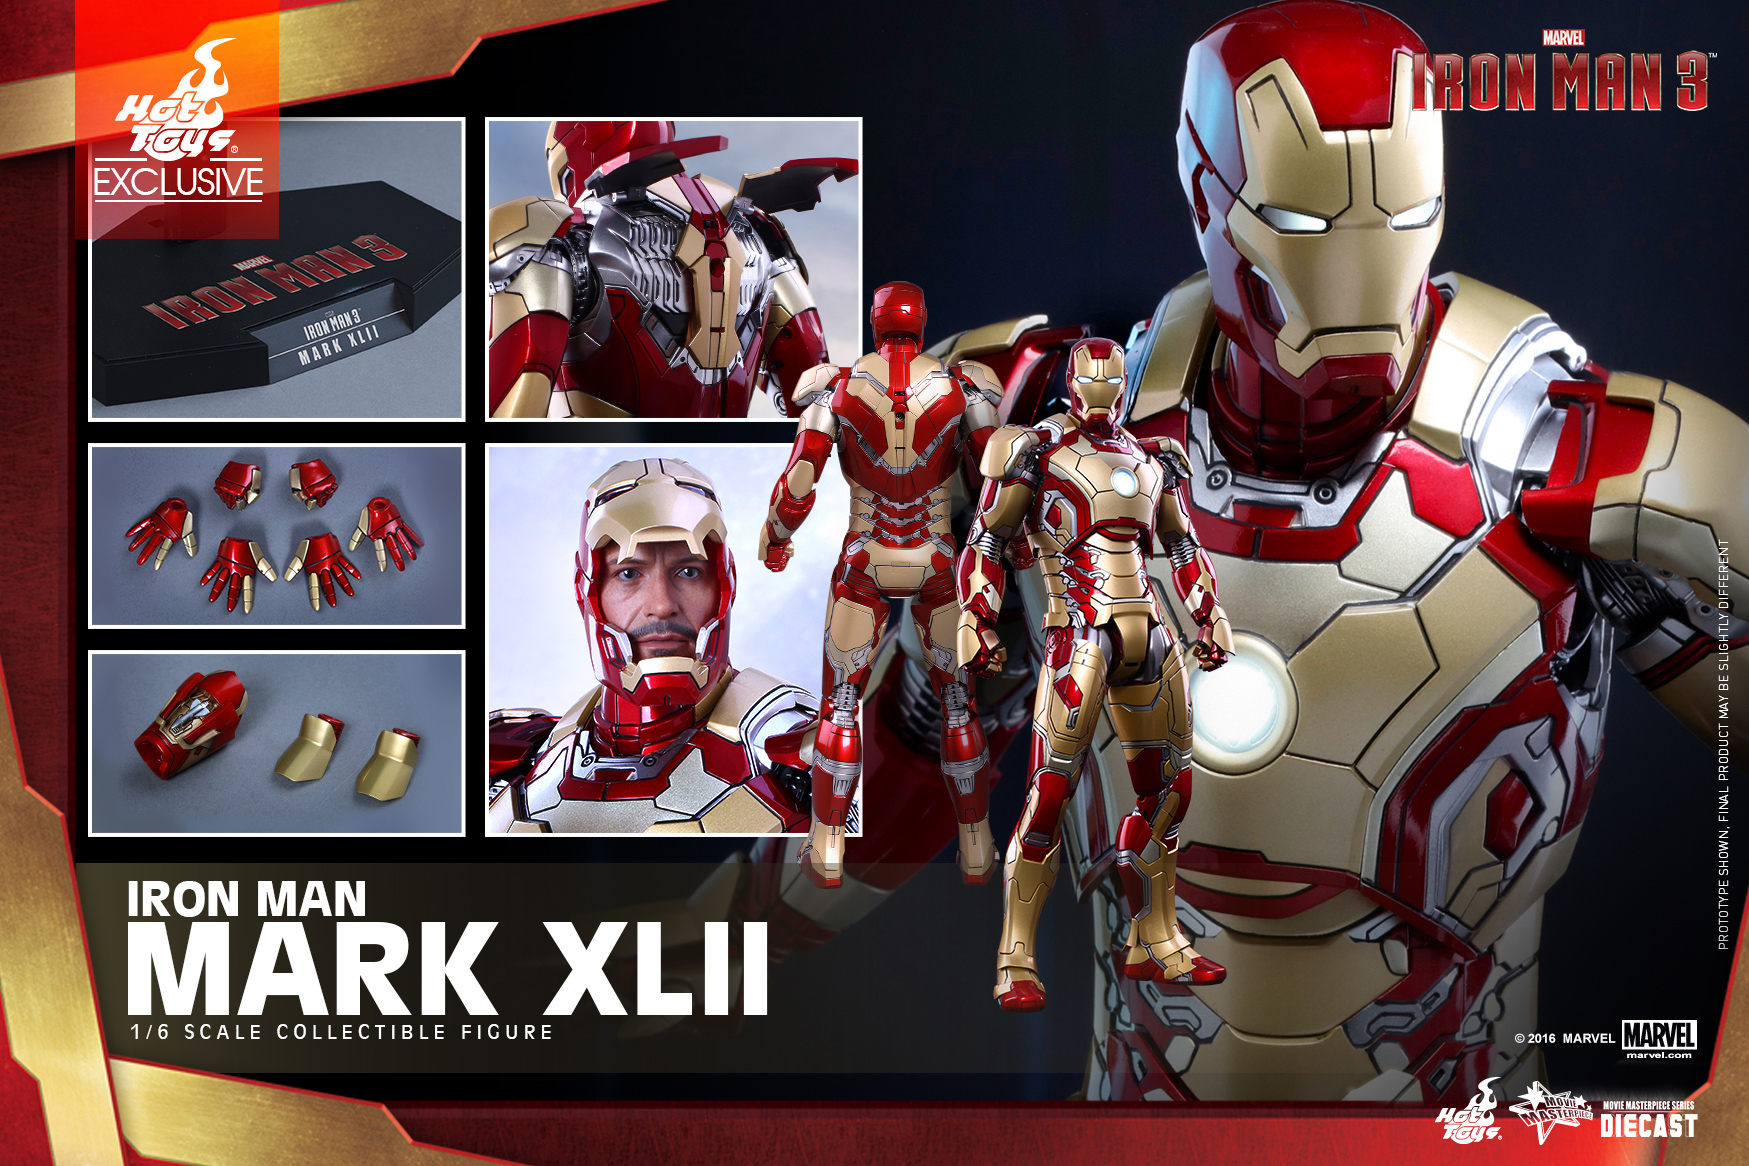 Hot
Toys®
EXCLUSIVE
MARVEL
IRON MAN 3™
MARVEL
IRON MAN 3
IRON MAN 3
MARK XLII
IRON MAN
MARK XLII
1/6 SCALE COLLECTIBLE FIGURE
PROTOTYPE SHOWN, FINAL PRODUCT MAY BE SLIGHTLY DIFFERENT
© 2016 MARVEL
MARVEL
marvel.com
Hot
Toys®
MOVIE
MASTERPIECE
MOVIE MASTERPIECE SERIES
DIECAST